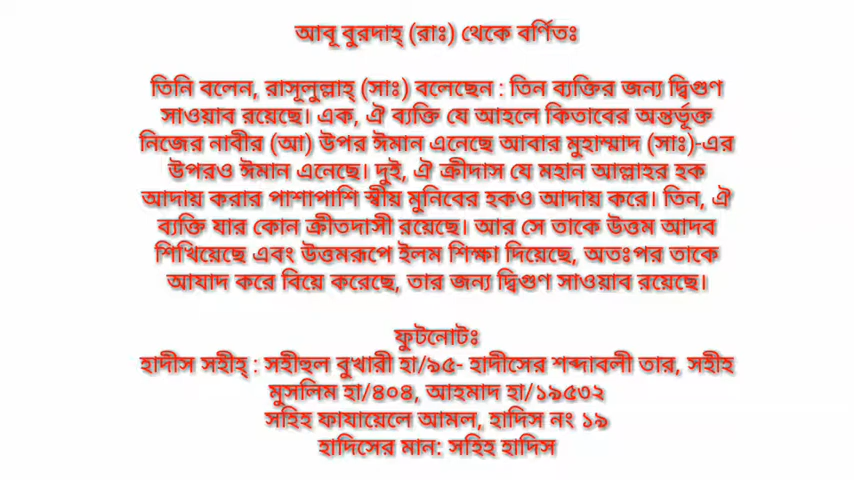 আবূ বুরদাহ্ (রাঃ) থেকে বর্ণিতঃ
তিনি বলেন, রাসূলুল্লাহ্ (সাঃ) বলেছেন : তিন ব্যক্তির জন্য দ্বিগুণ
সাওয়াব রয়েছে। এক, ঐ ব্যক্তি যে আহলে কিতাবের অন্তর্ভূক্ত
নিজের নাবীর (আ) উপর ঈমান এনেছে আবার মুহাম্মাদ (সাঃ)-এর
উপরও ঈমান এনেছে। দুই, ঐ ক্রীদাস যে মহান আল্লাহর হক
আদায় করার পাশাপাশি স্বীয় মুনিবের হকও আদায় করে। তিন, ঐ
ব্যক্তি যার কোন ক্রীতদাসী রয়েছে। আর সে তাকে উত্তম আদব
শিখিয়েছে এবং উত্তমরূপে ইলম শিক্ষা দিয়েছে, অতঃপর তাকে
আযাদ করে বিয়ে করেছে, তার জন্য দ্বিগুণ সাওয়াব রয়েছে।
ফুটনোটঃ
হাদীস সহীহ্ : সহীহুল বুখারী হা/৯৫- হাদীসের শব্দাবলী তার, সহীহ
মুসলিম হা/৪০৪, আহমাদ হা/১৯৫৩২
সহিহ ফাযায়েলে আমল, হাদিস নং ১৯
হাদিসের মান: সহিহ হাদিস